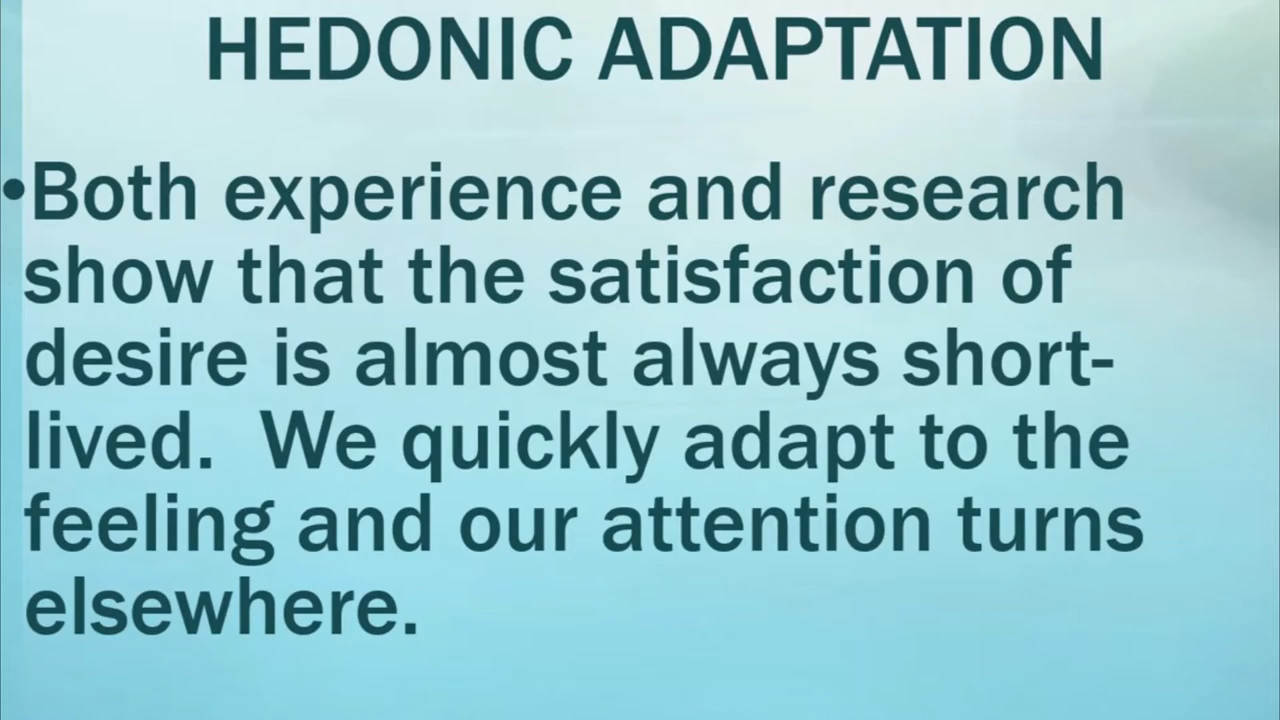 HEDONIC ADAPTATION
•Both experience and research
show that the satisfaction of
desire is almost always short-
lived.  We quickly adapt to the
feeling and our attention turns
elsewhere.